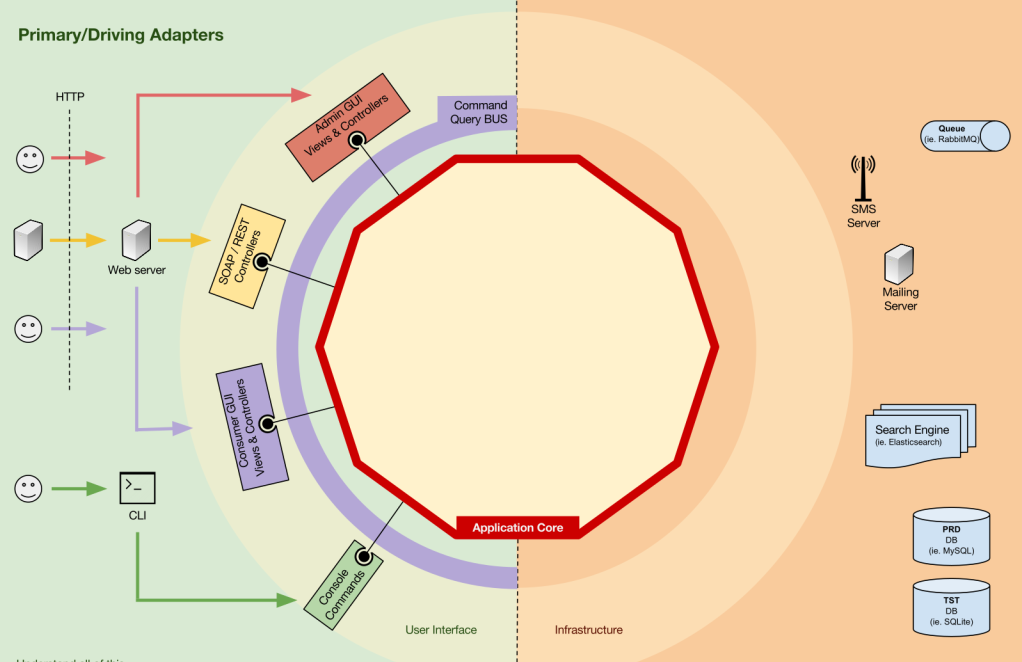 Primary/Driving Adapters
HTTP
Admin GUI
Views & Controllers
Command
Query BUS
Queue
(ie. RabbitMQ)
SMS
Server
SOAP / REST
Controllers
Web server
Mailing
Server
Consumer GUI
Views & Controllers
Search Engine
(ie. Elasticsearch)
>_
CLI
Application Core
PRD
DB
(ie. MySQL)
Console
Commands
TST
DB
(ie. SQLite)
User Interface
Infrastructure